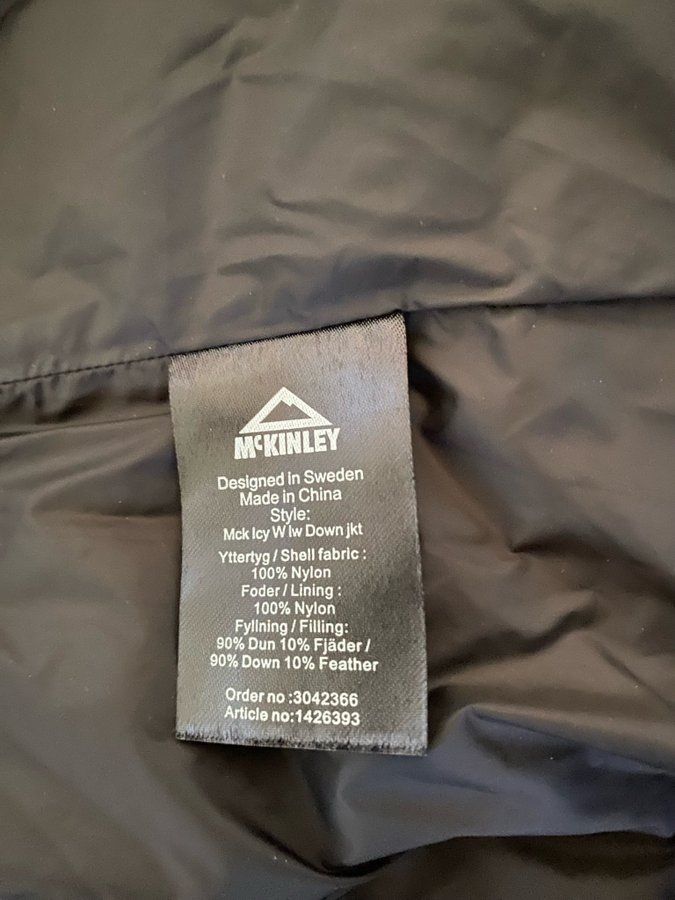 McKINLEY
Designed in Sweden
Made in China
Style:
Mck Icy W lw Down jkt
Yttertyg / Shell fabric :
100% Nylon
Foder / Lining :
100% Nylon
Fyllning / Filling:
90% Dun 10% Fjäder /
90% Down 10% Feather
Order no :3042366
Article no:1426393